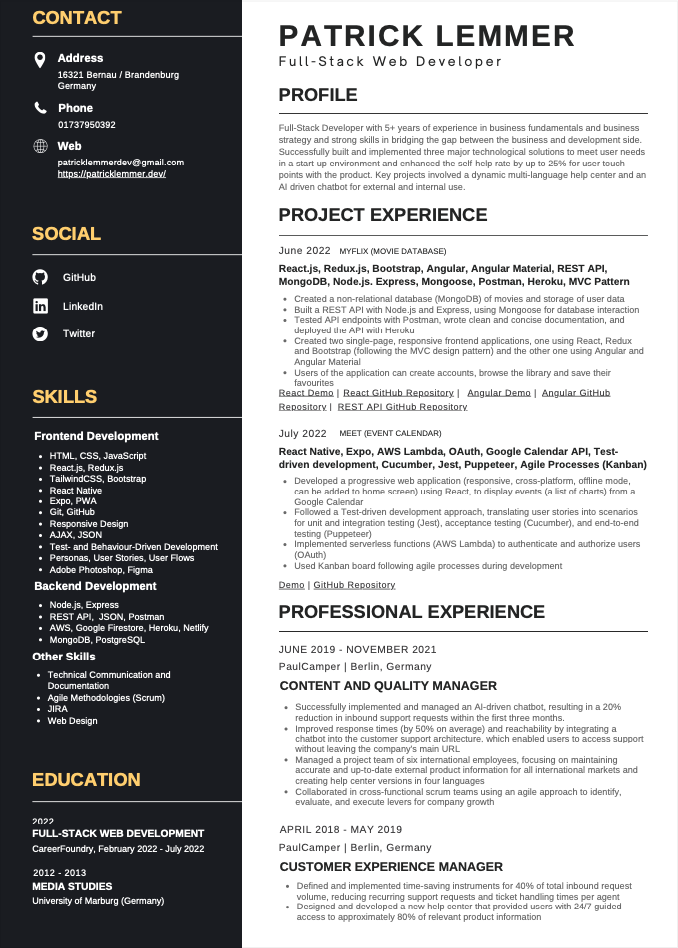 CONTACT
Address
16321 Bernau / Brandenburg
Germany
Phone
01737950392
Web
patricklemmerdev@gmail.com
https://patricklemmer.dev/
SOCIAL
GitHub
LinkedIn
Twitter
SKILLS
Frontend Development
• HTML, CSS, JavaScript
• React.js, Redux.js
• TailwindCSS, Bootstrap
• React Native
• Expo, PWA
• Git, GitHub
• Responsive Design
• AJAX, JSON
• Test- and Behaviour-Driven Development
• Personas, User Stories, User Flows
• Adobe Photoshop, Figma
Backend Development
• Node.js, Express
• REST API, JSON, Postman
• AWS, Google Firestore, Heroku, Netlify
• MongoDB, PostgreSQL
Other Skills
• Technical Communication and
Documentation
• Agile Methodologies (Scrum)
• JIRA
• Web Design
EDUCATION
2022
FULL-STACK WEB DEVELOPMENT
CareerFoundry, February 2022 - July 2022
2012 - 2013
MEDIA STUDIES
University of Marburg (Germany)
PATRICK LEMMER
Full-Stack Web Developer
PROFILE
Full-Stack Developer with 5+ years of experience in business fundamentals and business
strategy and strong skills in bridging the gap between the business and development side.
Successfully built and implemented three major technological solutions to meet user needs
in a start up environment and enhanced the self help rate by up to 25% for user touch
points with the product. Key projects involved a dynamic multi-language help center and an
AI driven chatbot for external and internal use.
PROJECT EXPERIENCE
June 2022 MYFLIX (MOVIE DATABASE)
React.js, Redux.js, Bootstrap, Angular, Angular Material, REST API,
MongoDB, Node.js. Express, Mongoose, Postman, Heroku, MVC Pattern
• Created a non-relational database (MongoDB) of movies and storage of user data
• Built a REST API with Node.js and Express, using Mongoose for database interaction
• Tested API endpoints with Postman, wrote clean and concise documentation, and
deployed the API with Heroku
• Created two single-page, responsive frontend applications, one using React, Redux
and Bootstrap (following the MVC design pattern) and the other one using Angular and
Angular Material
• Users of the application can create accounts, browse the library and save their
favourites
React Demo | React GitHub Repository | Angular Demo | Angular GitHub
Repository | REST API GitHub Repository
July 2022 MEET (EVENT CALENDAR)
React Native, Expo, AWS Lambda, OAuth, Google Calendar API, Test-
driven development, Cucumber, Jest, Puppeteer, Agile Processes (Kanban)
• Developed a progressive web application (responsive, cross-platform, offline mode,
can be added to home screen) using React, to display events (a list of charts) from a
Google Calendar
• Followed a Test-driven development approach, translating user stories into scenarios
for unit and integration testing (Jest), acceptance testing (Cucumber), and end-to-end
testing (Puppeteer)
• Implemented serverless functions (AWS Lambda) to authenticate and authorize users
(OAuth)
• Used Kanban board following agile processes during development
Demo | GitHub Repository
PROFESSIONAL EXPERIENCE
JUNE 2019 - NOVEMBER 2021
PaulCamper | Berlin, Germany
CONTENT AND QUALITY MANAGER
• Successfully implemented and managed an AI-driven chatbot, resulting in a 20%
reduction in inbound support requests within the first three months.
• Improved response times (by 50% on average) and reachability by integrating a
chatbot into the customer support architecture. which enabled users to access support
without leaving the company's main URL
• Managed a project team of six international employees, focusing on maintaining
accurate and up-to-date external product information for all international markets and
creating help center versions in four languages
• Collaborated in cross-functional scrum teams using an agile approach to identify,
evaluate, and execute levers for company growth
APRIL 2018 - MAY 2019
PaulCamper | Berlin, Germany
CUSTOMER EXPERIENCE MANAGER
• Defined and implemented time-saving instruments for 40% of total inbound request
volume, reducing recurring support requests and ticket handling times per agent
• Designed and developed a new help center that provided users with 24/7 guided
access to approximately 80% of relevant product information